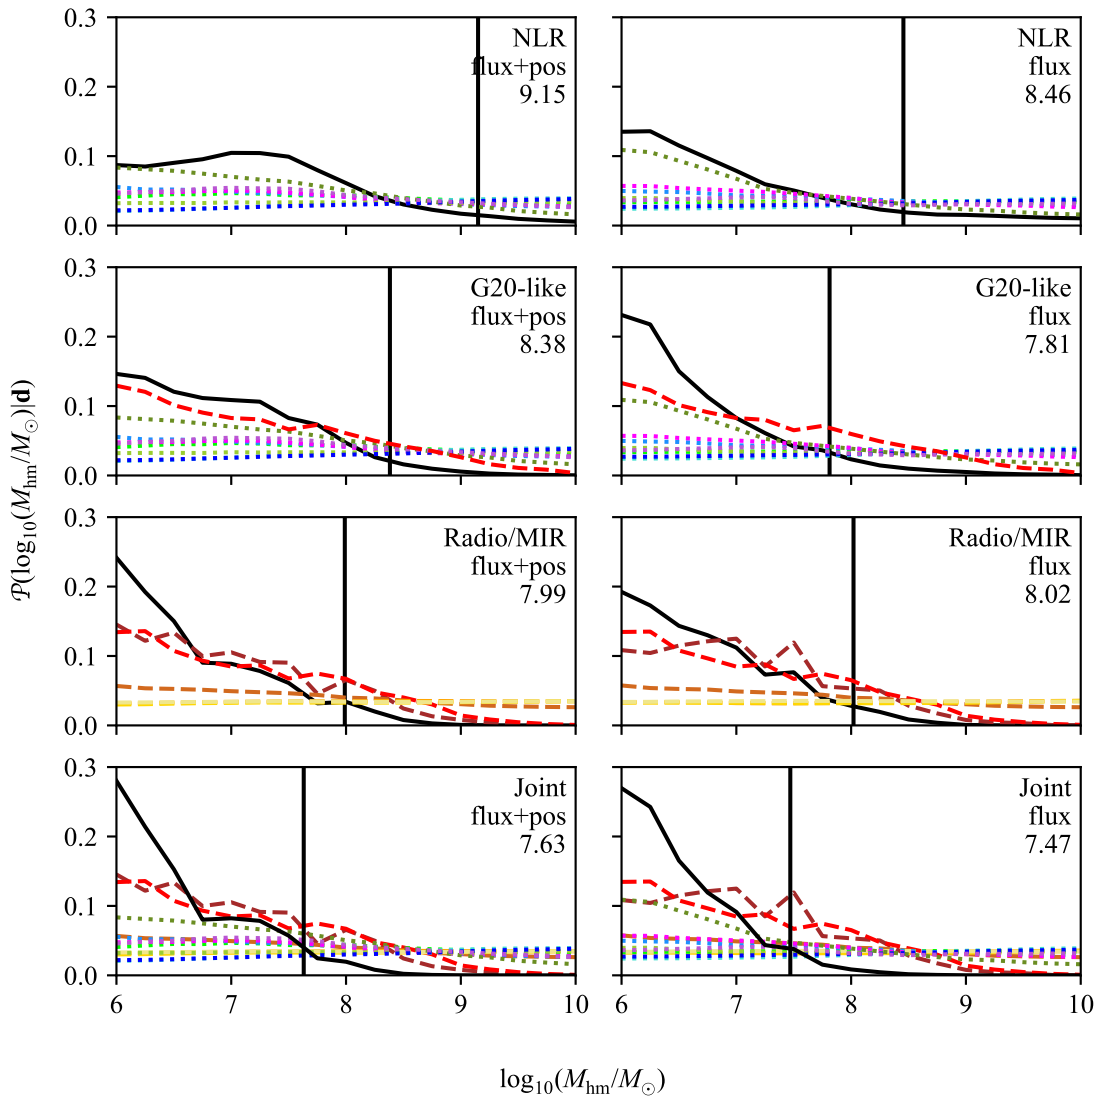 0.3
0.2
0.1
0.0
NLR
flux+pos
9.15
NLR
flux
8.46
0.3
0.2
0.1
0.0
G20-like
flux+pos
8.38
G20-like
flux
7.81
0.3
0.2
0.1
0.0
Radio/MIR
flux+pos
7.99
Radio/MIR
flux
8.02
0.3
0.2
0.1
0.0
Joint
flux+pos
7.63
Joint
flux
7.47
6 7 8 9 10
6 7 8 9 10
𝒫(log₁₀(M_hm/M_⊙)|𝐝)
log₁₀(M_hm/M_⊙)